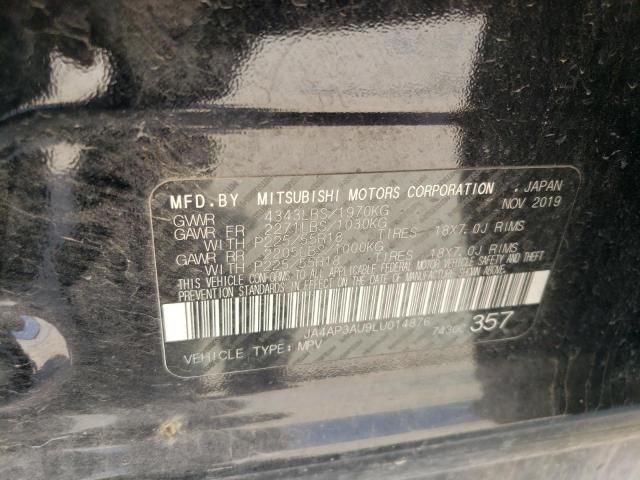 MFD.BY MITSUBISHI MOTORS CORPORATION , JAPAN
NOV 2019
GVWR 4343LBS/1970KG
GAWR FR 2271LBS/1030KG
WITH P225/55R18 TIRES 18X7.0J RIMS
GAWR RR 2205LBS/1000KG
WITH P225/55R18 TIRES 18X7.0J RIMS
THIS VEHICLE CONFORMS TO ALL APPLICABLE FEDERAL MOTOR VEHICLE SAFETY, BUMPER AND THEFT
PREVENTION STANDARDS IN EFFECT ON THE DATE OF MANUFACTURE SHOWN ABOVE.
JA4AP3AU9LU014876
7430C 357
VEHICLE TYPE: MPV